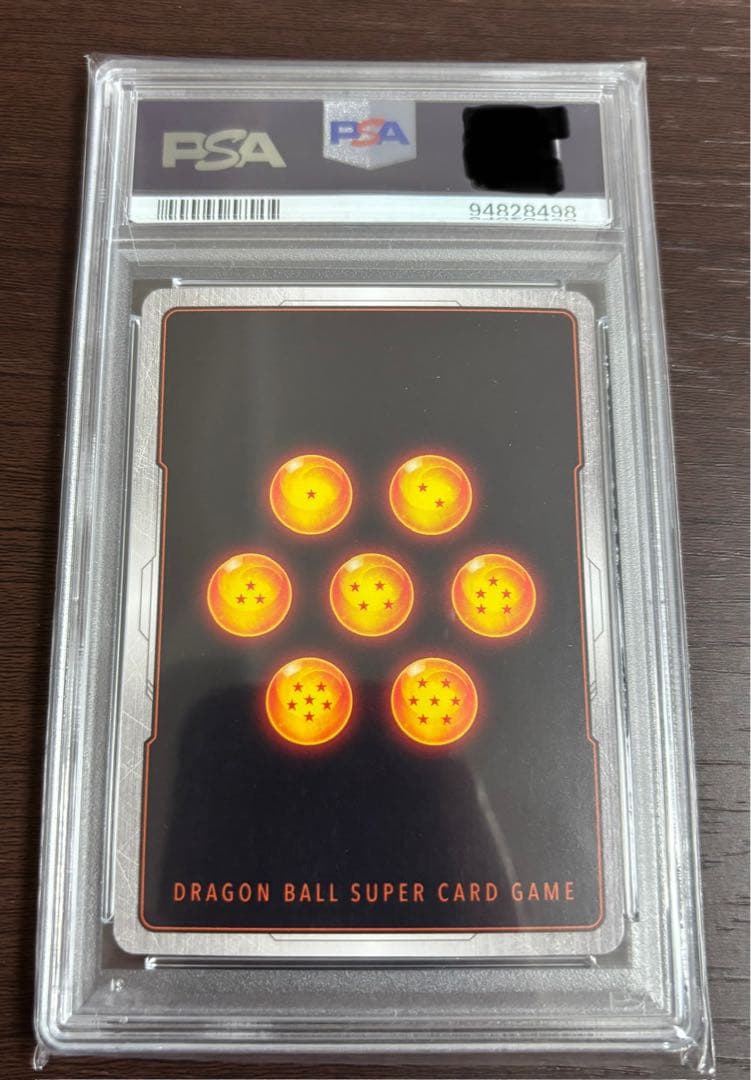 PSA
PSA
94828498
DRAGON BALL SUPER CARD GAME